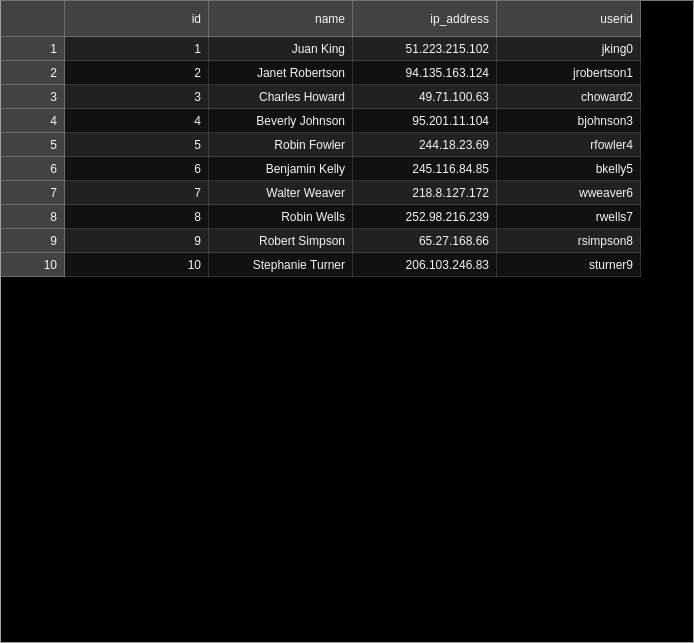 id name ip_address userid
1 1 Juan King 51.223.215.102 jking0
2 2 Janet Robertson 94.135.163.124 jrobertson1
3 3 Charles Howard 49.71.100.63 choward2
4 4 Beverly Johnson 95.201.11.104 bjohnson3
5 5 Robin Fowler 244.18.23.69 rfowler4
6 6 Benjamin Kelly 245.116.84.85 bkelly5
7 7 Walter Weaver 218.8.127.172 wweaver6
8 8 Robin Wells 252.98.216.239 rwells7
9 9 Robert Simpson 65.27.168.66 rsimpson8
10 10 Stephanie Turner 206.103.246.83 sturner9